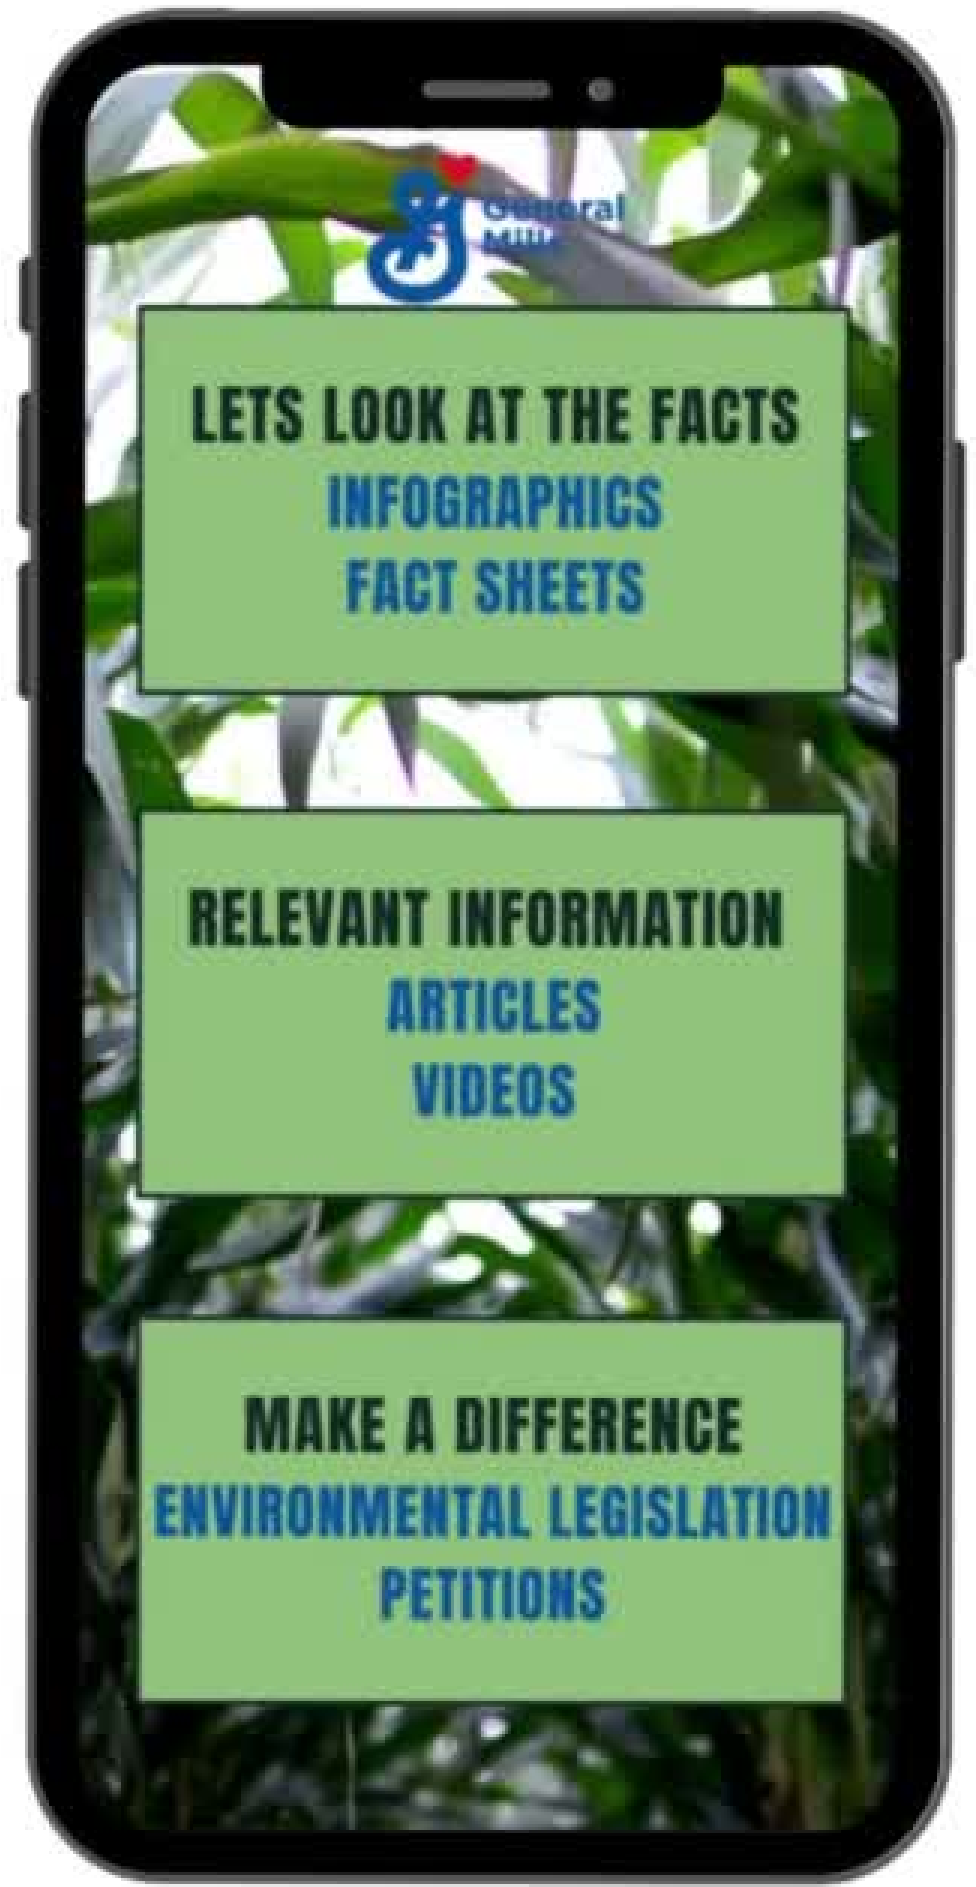 General
Mills
LETS LOOK AT THE FACTS
INFOGRAPHICS
FACT SHEETS
RELEVANT INFORMATION
ARTICLES
VIDEOS
MAKE A DIFFERENCE
ENVIRONMENTAL LEGISLATION
PETITIONS